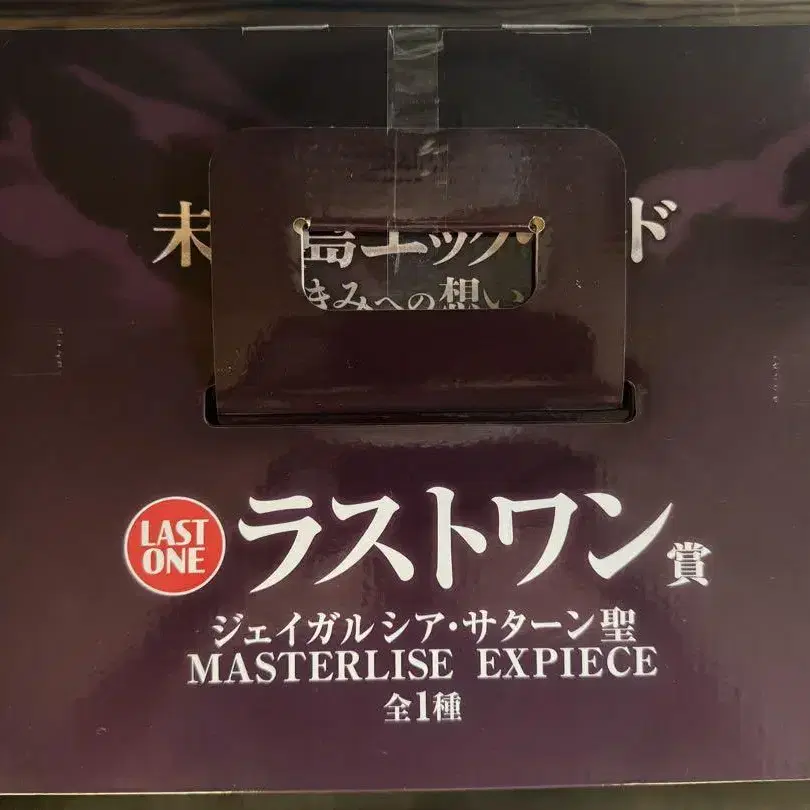 未 島エッグ・ ド
きみへの想い
LAST
ONE
ラストワン賞
ジェイガルシア・サターン聖
MASTERLISE EXPIECE
全1種